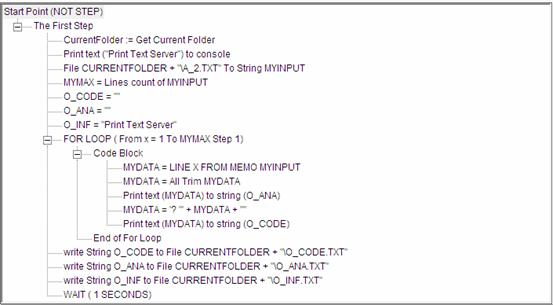 Start Point (NOT STEP)
The First Step
CurrentFolder := Get Current Folder
Print text ("Print Text Server") to console
File CURRENTFOLDER + "\A_2.TXT" To String MYINPUT
MYMAX = Lines count of MYINPUT
O_CODE = ""
O_ANA = ""
O_INF = "Print Text Server"
FOR LOOP ( From x = 1 To MYMAX Step 1)
Code Block
MYDATA = LINE X FROM MEMO MYINPUT
MYDATA = All Trim MYDATA
Print text (MYDATA) to string (O_ANA)
MYDATA = '? "' + MYDATA + '"'
Print text (MYDATA) to string (O_CODE)
End of For Loop
write String O_CODE to File CURRENTFOLDER + "\O_CODE.TXT"
write String O_ANA to File CURRENTFOLDER + "\O_ANA.TXT"
write String O_INF to File CURRENTFOLDER + "\O_INF.TXT"
WAIT ( 1 SECONDS)